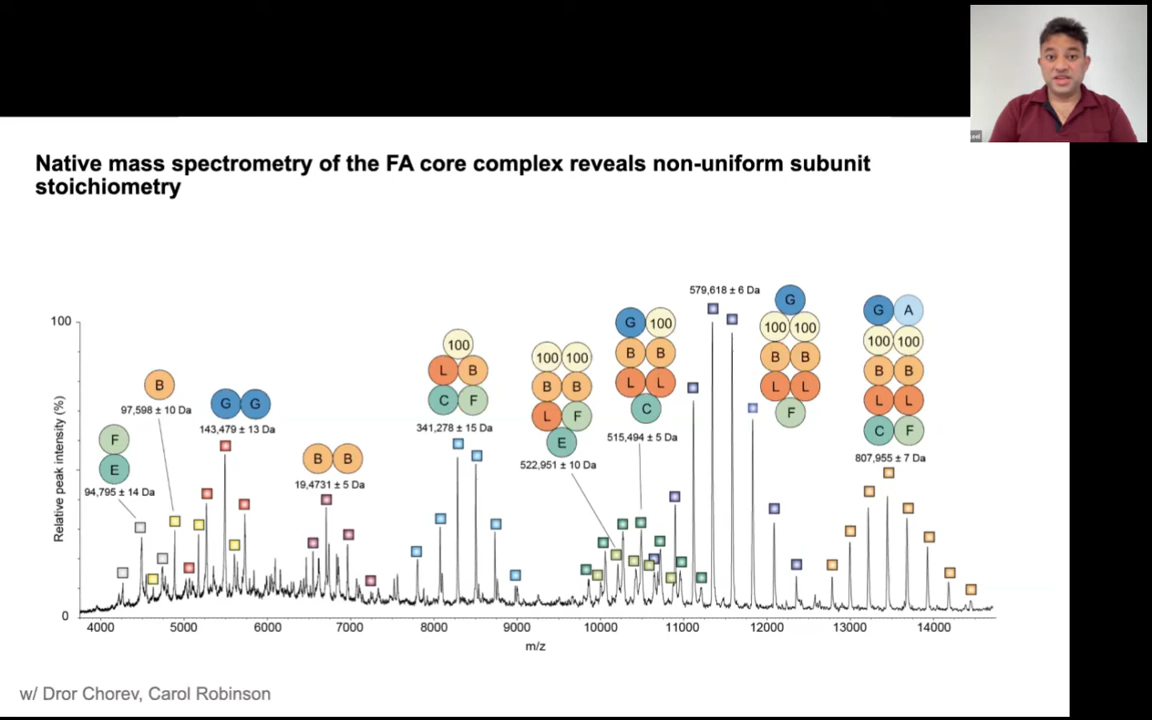 Native mass spectrometry of the FA core complex reveals non-uniform subunit
stoichiometry
579,618 ± 6 Da
G
G A
100
G 100
100 100
100 100
100
100 100
B B
B B
B B
B
L B
B B
L L
L L
L L
G G
C F
L F
C
F
C F
97,598 ± 10 Da
143,479 ± 13 Da
341,278 ± 15 Da
E
515,494 ± 5 Da
807,955 ± 7 Da
F
B B
522,951 ± 10 Da
E
19,4731 ± 5 Da
94,795 ± 14 Da
Relative peak intensity (%)
0
4000 5000 6000 7000 8000 9000 10000 11000 12000 13000 14000
m/z
w/ Dror Chorev, Carol Robinson